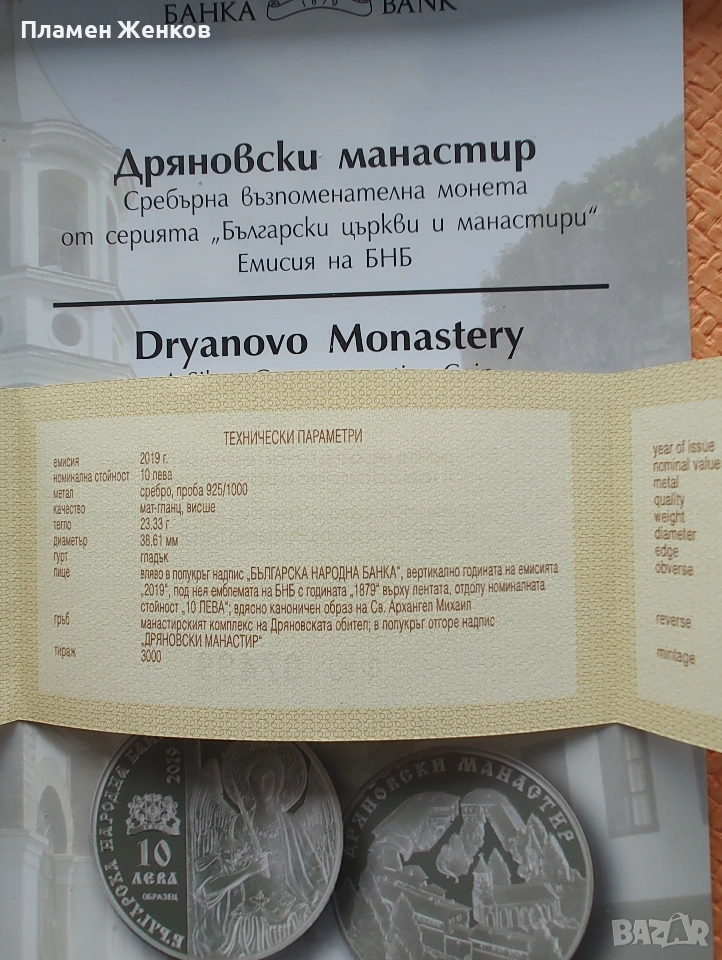 Пламен Женков
БАНКА BANK
1879
Дряновски манастир
Сребърна възпоменателна монета
от серията „Български църкви и манастири“
Емисия на БНБ
Dryanovo Monastery
ТЕХНИЧЕСКИ ПАРАМЕТРИ
емисия 2019 г.
номинална стойност 10 лева
метал сребро, проба 925/1000
качество мат-гланц, висше
тегло 23.33 г
диаметър 38.61 мм
гурт гладък
лице вляво в полукръг надпис „БЪЛГАРСКА НАРОДНА БАНКА“, вертикално годината на емисията
„2019“, под нея емблемата на БНБ с годината „1879“ върху лентата, отдолу номиналната
стойност „10 ЛЕВА“; вдясно каноничен образ на Св. Архангел Михаил
гръб манастирският комплекс на Дряновската обител; в полукръг отгоре надпис
„ДРЯНОВСКИ МАНАСТИР“
тираж 3000
year of issue
nominal value
metal
quality
weight
diameter
edge
obverse
reverse
mintage
БЪЛГАРСКА НАРОДНА БАН
2019
10
ЛЕВА
ОБРАЗЕЦ
ДРЯНОВСКИ МАНАСТИР
BAZAR